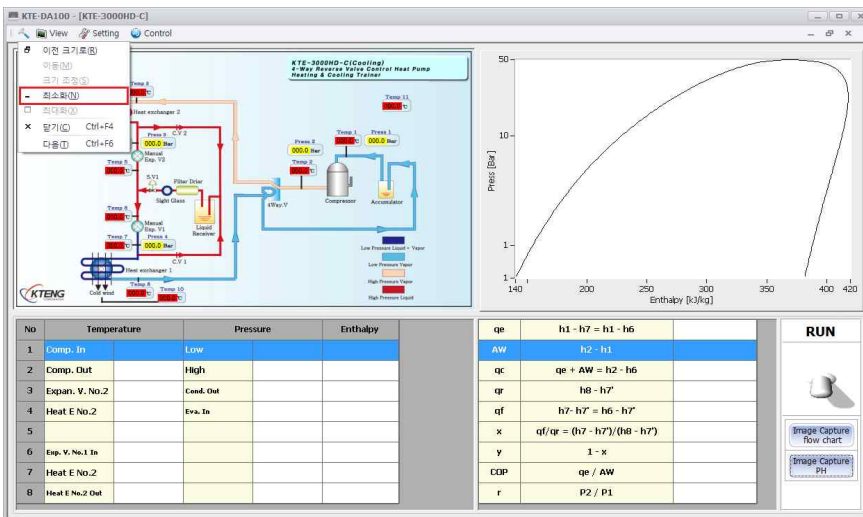 KTE-DA100 - [KTE-3000HD-C]
View Setting Control
이전 크기로(R)
이동(M)
크기 조정(S)
최소화(N)
최대화(X)
닫기(C) Ctrl+F4
다음(T) Ctrl+F6
KTE-3000HD-C(Cooling)
4-Way Reverse Valve Control Heat Pump
Heating & Cooling Trainer
Temp 11
Heat exchanger 2
C.V 2
000.0 Bar
Manual
Exp. V2
Temp 5
S.V1
Filter Drier
Sight Glass
Liquid
Receiver
Manual
Exp. V1
Temp 7 Press 4
000.0 Bar
C.V 1
Heat exchanger 1
Cold wind
Temp 10
KTENG
4Way.V
Press 2
000.0 Bar
Temp 2
Temp 1 Press 1
000.0 Bar
Compressor
Accumulator
Low Pressure Liquid + Vapor
Low Pressure Vapor
High Pressure Vapor
High Pressure Liquid
Press [Bar]
50
10
1
1
140 200 250 300 350 400 420
Enthalpy [kJ/kg]
No Temperature Pressure Enthalpy
1 Comp. In Low
2 Comp. Out High
3 Expan. V. No.2 Cond. Out
4 Heat E No.2 Eva. In
5
6 Exp. V. No.1 In
7 Heat E No.2
8 Heat E No.2 Out
qe h1 - h7 = h1 - h6
AW h2 - h1
qc qe + AW = h2 - h6
qr h8 - h7'
qf h7- h7' = h6 - h7'
x qf/qr = (h7 - h7')/(h8 - h7')
y 1 - x
COP qe / AW
r P2 / P1
RUN
Image Capture
flow chart
Image Capture
PH